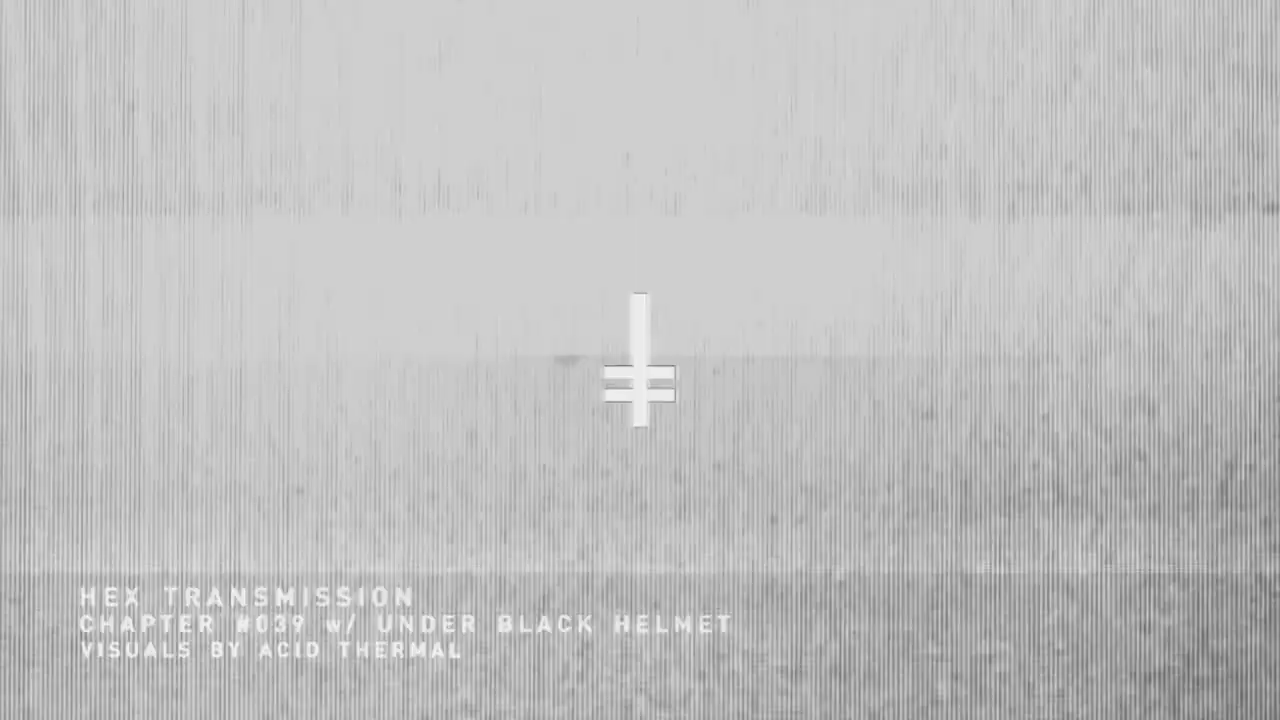 HEX TRANSMISSION
CHAPTER #039 w/ UNDER BLACK HELMET
VISUALS BY ACID THERMAL